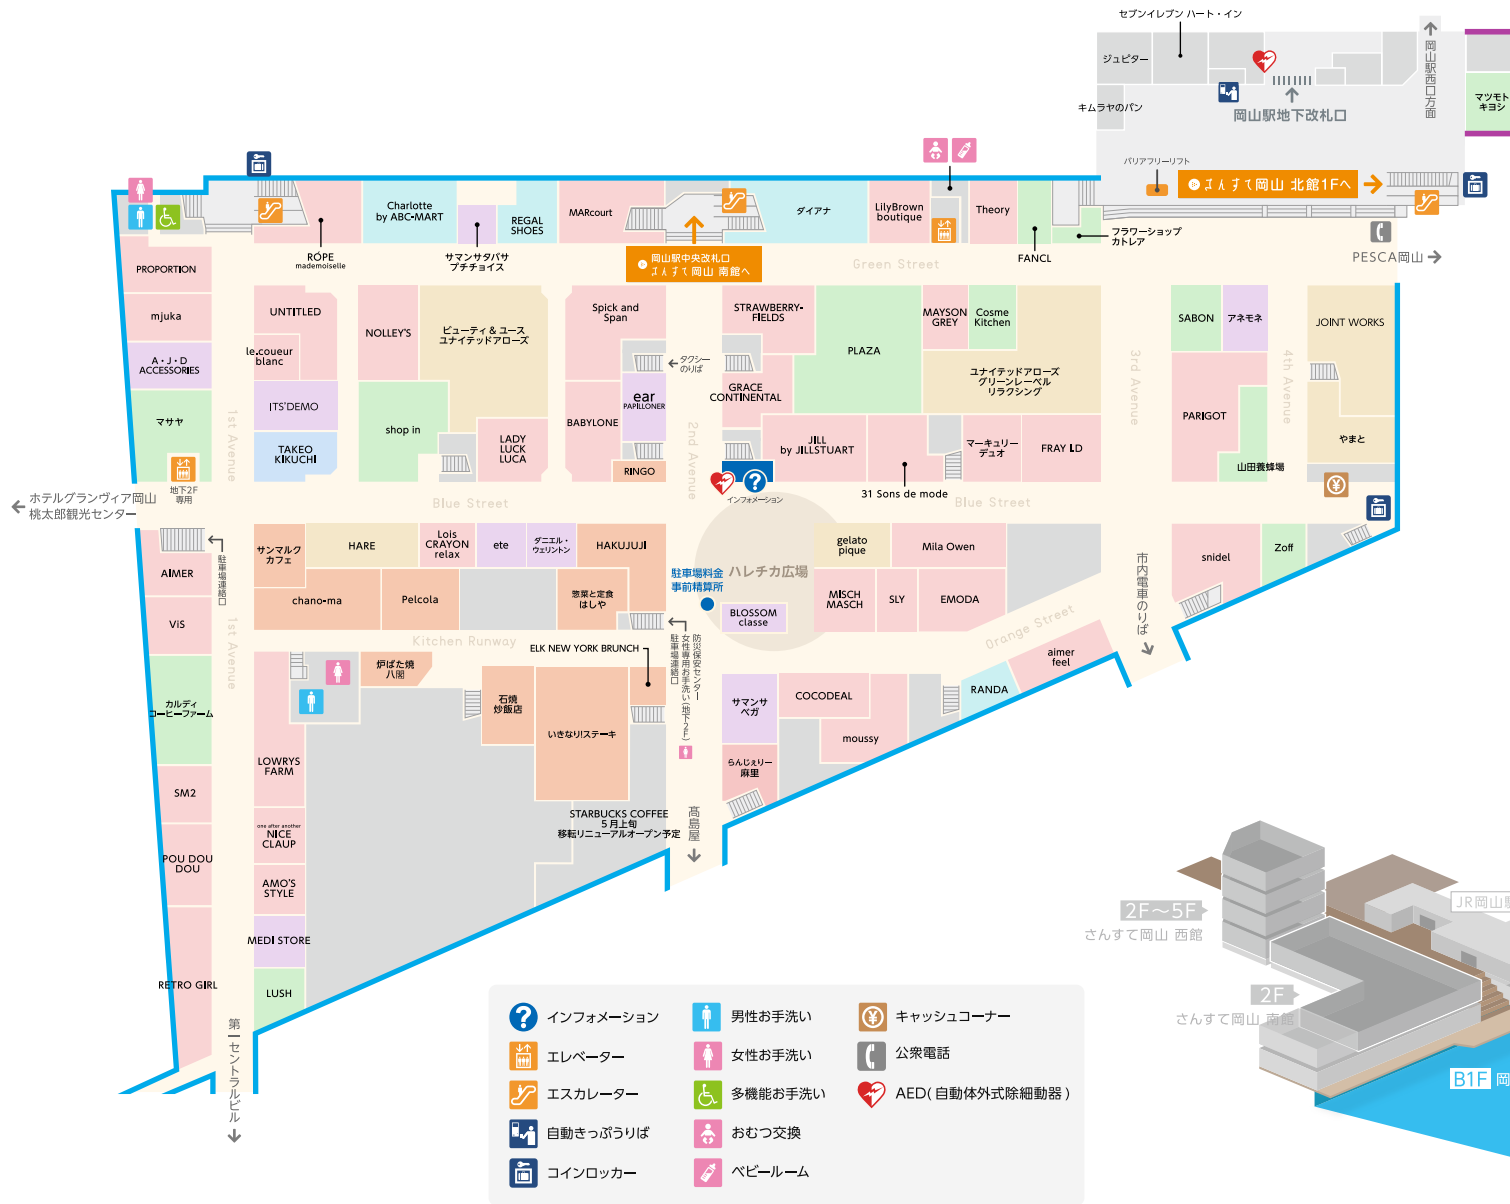 セブンイレブン ハート・イン
ジュピター
キムラヤのパン
岡山駅地下改札口
岡山駅西口方面
マツモト
キヨシ
バリアフリーリフト
さんすて岡山 北館1Fへ
PESCA岡山
RÓPE
mademoiselle
Charlotte
by ABC-MART
サマンサタバサ
プチチョイス
REGAL
SHOES
MARcourt
岡山駅中央改札口
さんすて岡山 南館へ
ダイアナ
LilyBrown
boutique
Theory
FANCL
フラワーショップ
カトレア
Green Street
PROPORTION
mjuka
A・J・D
ACCESSORIES
マサヤ
地下2F
専用
UNTITLED
le.coueur
blanc
ITS'DEMO
TAKEO
KIKUCHI
1st Avenue
NOLLEY'S
ビューティ & ユース
ユナイテッドアローズ
shop in
LADY
LUCK
LUCA
Spick and
Span
タクシー
のりば
ear
PAPILLONER
BABYLONE
RINGO
2nd Avenue
STRAWBERRY-
FIELDS
GRACE
CONTINENTAL
PLAZA
MAYSON
GREY
Cosme
Kitchen
ユナイテッドアローズ
グリーンレーベル
リラクシング
JILL
by JILLSTUART
31 Sons de mode
マーキュリー
デュオ
FRAY I.D
3rd Avenue
SABON
アネモネ
PARIGOT
山田養蜂場
4th Avenue
JOINT WORKS
やまと
インフォメーション
Blue Street
Blue Street
ホテルグランヴィア岡山
桃太郎観光センター
駐車場連絡口
AIMER
ViS
カルディ
コーヒーファーム
SM2
POU DOU
DOU
RETRO GIRL
1st Avenue
サンマルク
カフェ
HARE
Lois
CRAYON
relax
ete
ダニエル・
ウェリントン
HAKUJUJI
chano-ma
Pelcola
惣菜と定食
はしや
Kitchen Runway
ELK NEW YORK BRUNCH
炉ばた焼
八閣
石焼
炒飯店
いきなり!ステーキ
STARBUCKS COFFEE
5月上旬
移転リニューアルオープン予定
LOWRYS
FARM
one after another
NICE
CLAUP
AMO'S
STYLE
MEDI STORE
LUSH
第一セントラルビル
駐車場料金
事前精算所
ハレチカ広場
BLOSSOM
classe
防災保安センター
女性専用お手洗い(地下2F)
駐車場連絡口
髙島屋
gelato
pique
Mila Owen
MISCH
MASCH
SLY
EMODA
Orange Street
市内電車のりば
snidel
Zoff
aimer
feel
RANDA
サマンサ
ベガ
COCODEAL
moussy
らんじぇりー
麻里
2F〜5F
さんすて岡山 西館
2F
さんすて岡山 南館
JR岡山駅
B1F 岡
インフォメーション
エレベーター
エスカレーター
自動きっぷうりば
コインロッカー
男性お手洗い
女性お手洗い
多機能お手洗い
おむつ交換
ベビールーム
キャッシュコーナー
公衆電話
AED(自動体外式除細動器)